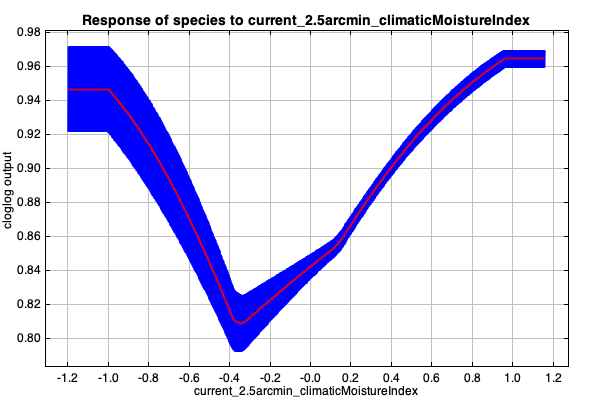 Response of species to current_2.5arcmin_climaticMoistureIndex
0.98
0.96
0.94
0.92
0.90
0.88
0.86
0.84
0.82
0.80
cloglog output
-1.2 -1.0 -0.8 -0.6 -0.4 -0.2 -0.0 0.2 0.4 0.6 0.8 1.0 1.2
current_2.5arcmin_climaticMoistureIndex